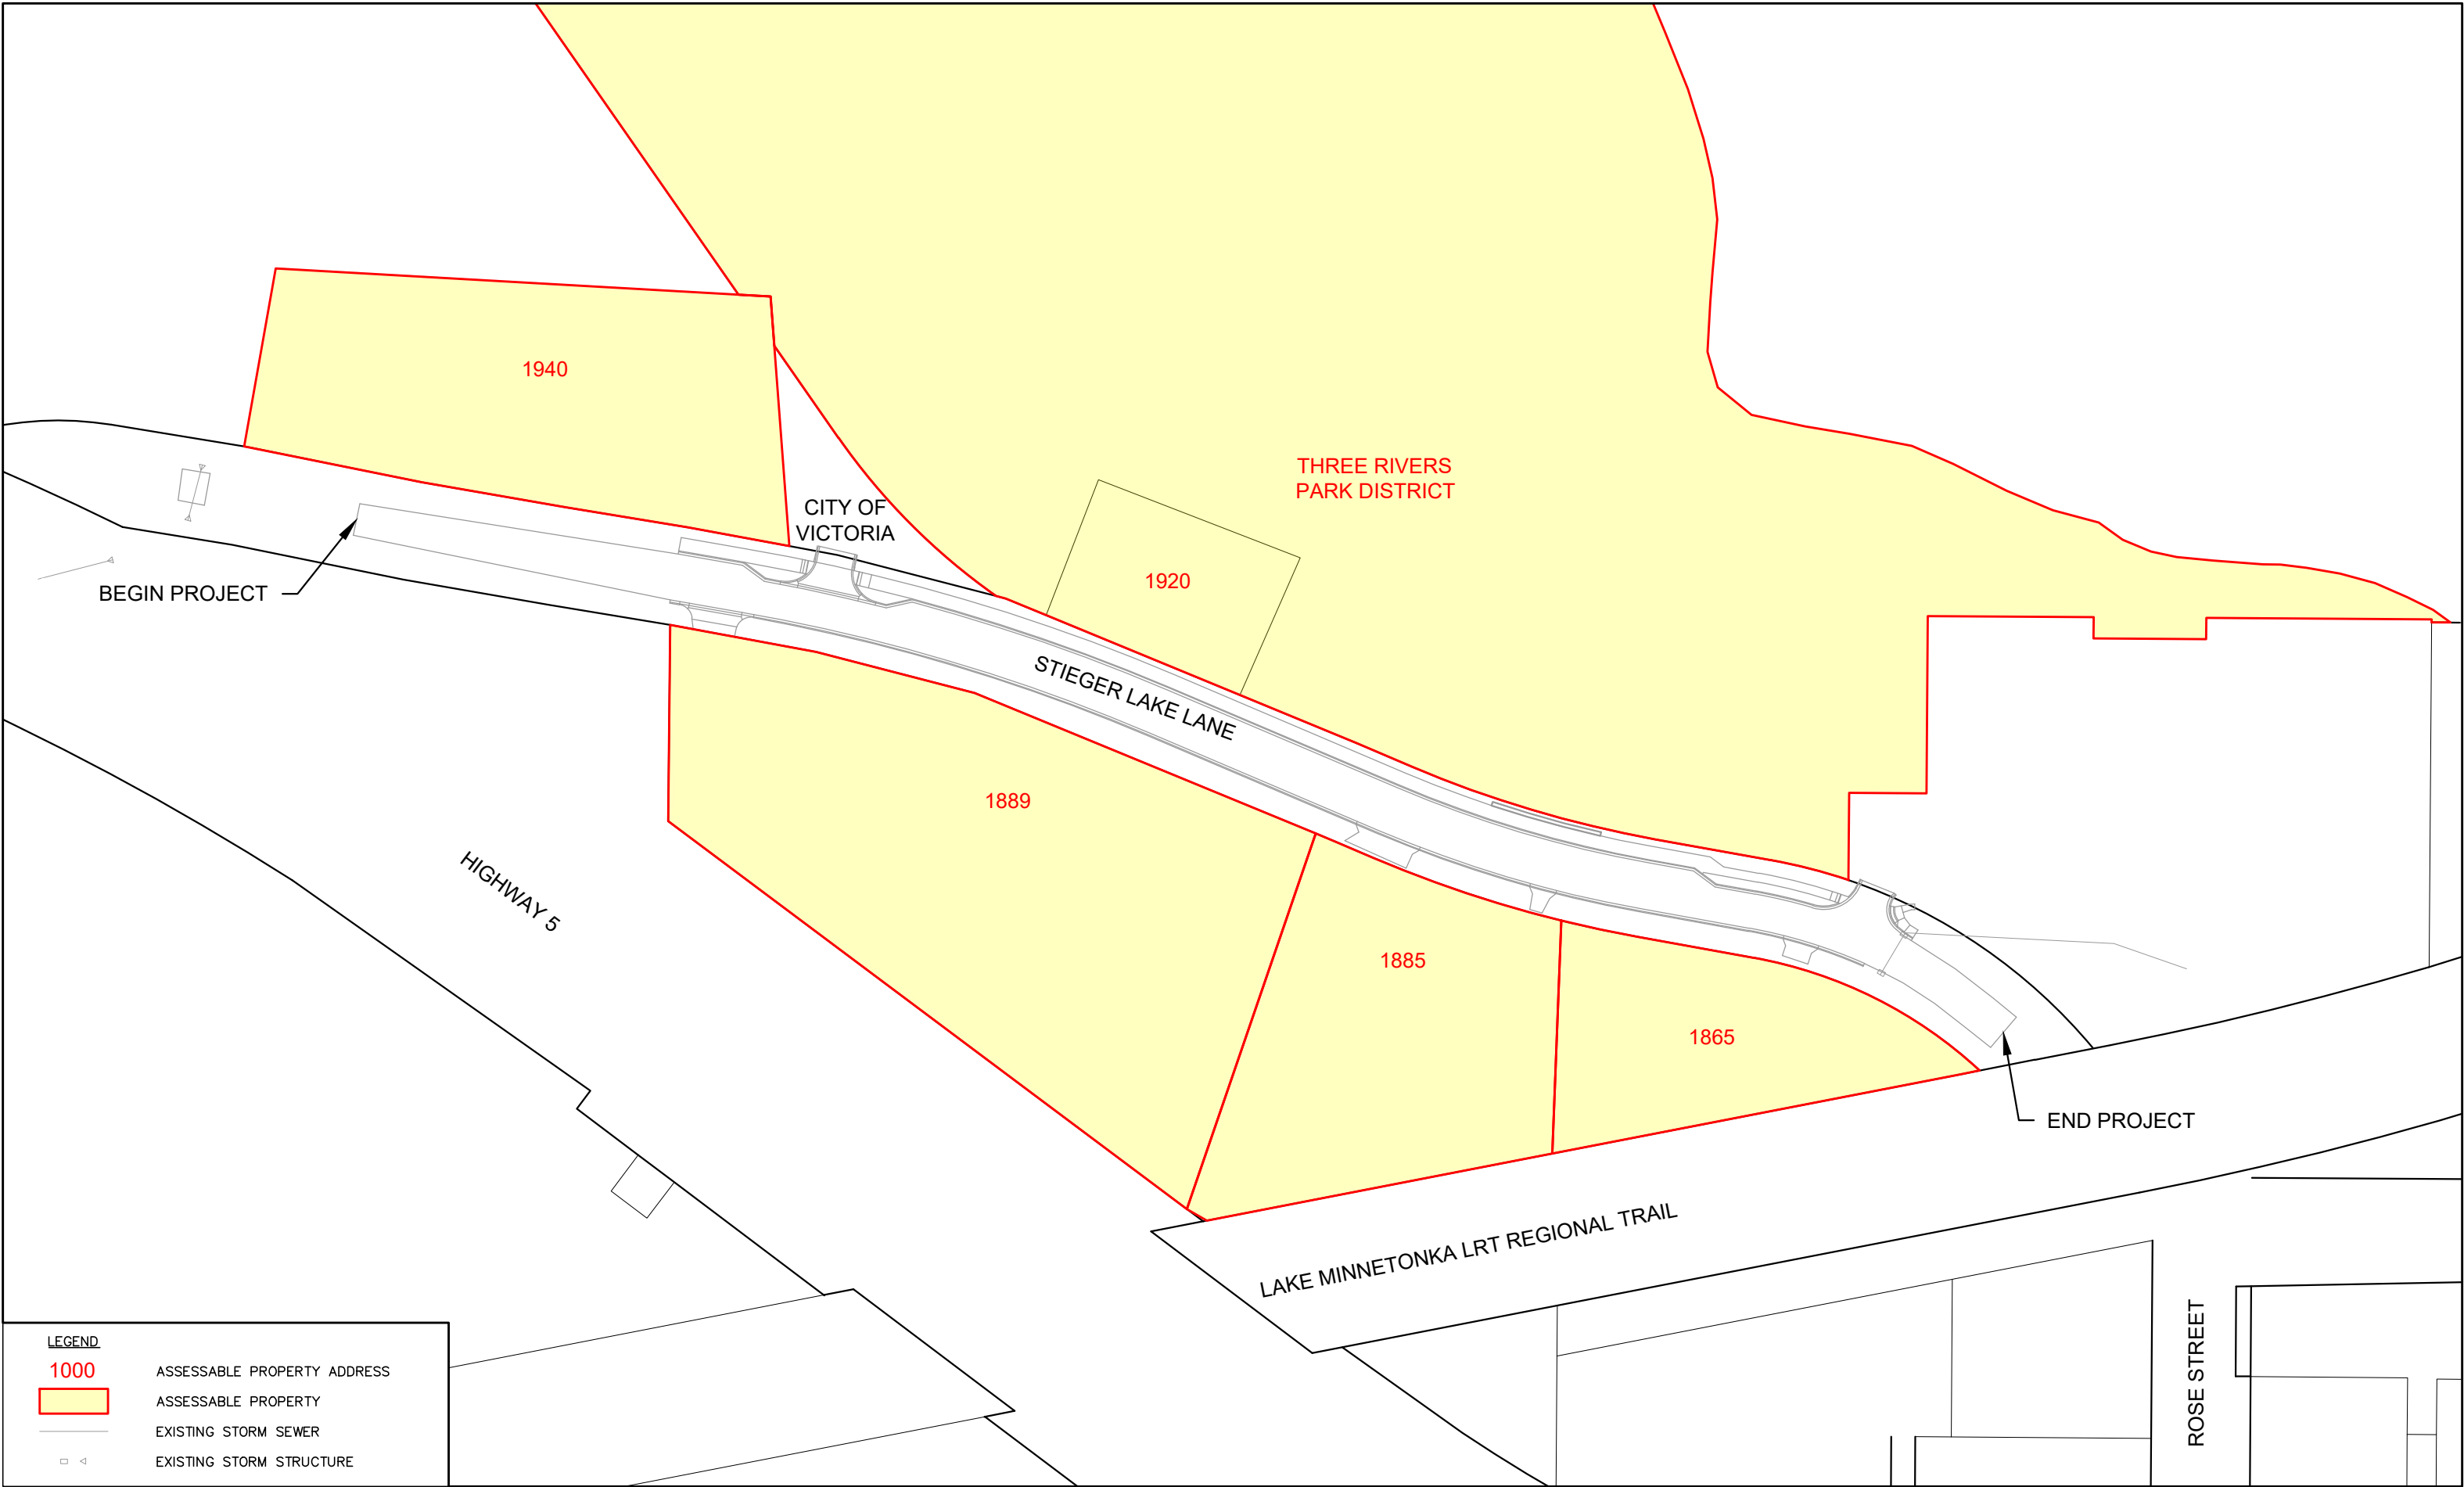 1940
THREE RIVERS
PARK DISTRICT
CITY OF
VICTORIA
1920
BEGIN PROJECT
STIEGER LAKE LANE
1889
HIGHWAY 5
1885
1865
END PROJECT
LAKE MINNETONKA LRT REGIONAL TRAIL
ROSE STREET
LEGEND
1000 ASSESSABLE PROPERTY ADDRESS
ASSESSABLE PROPERTY
EXISTING STORM SEWER
EXISTING STORM STRUCTURE